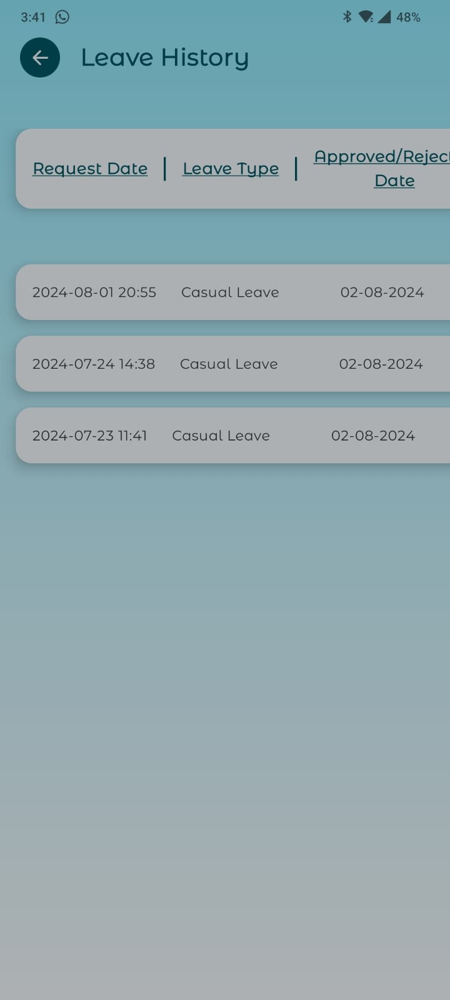 3:41 48%
Leave History
Request Date Leave Type Approved/Reject
Date
2024-08-01 20:55 Casual Leave 02-08-2024
2024-07-24 14:38 Casual Leave 02-08-2024
2024-07-23 11:41 Casual Leave 02-08-2024